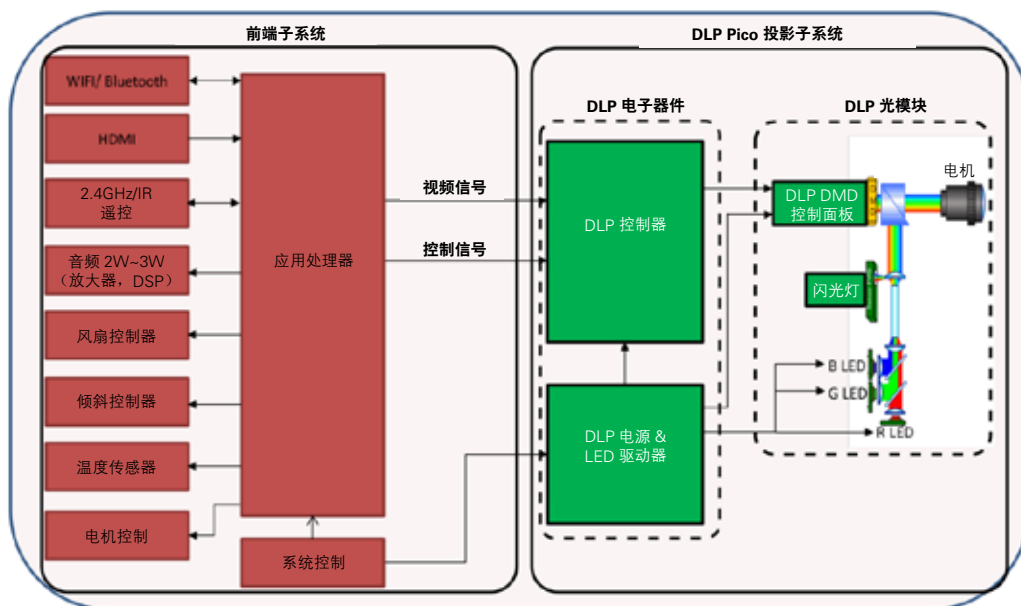 前端子系统
DLP Pico 投影子系统
WIFI/ Bluetooth
HDMI
2.4GHz/IR
遥控
音频 2W~3W
（放大器，DSP）
风扇控制器
倾斜控制器
温度传感器
电机控制
应用处理器
系统控制
视频信号
控制信号
DLP 电子器件
DLP 控制器
DLP 电源 &
LED 驱动器
DLP 光模块
电机
DLP DMD
控制面板
闪光灯
B LED
G LED
R LED